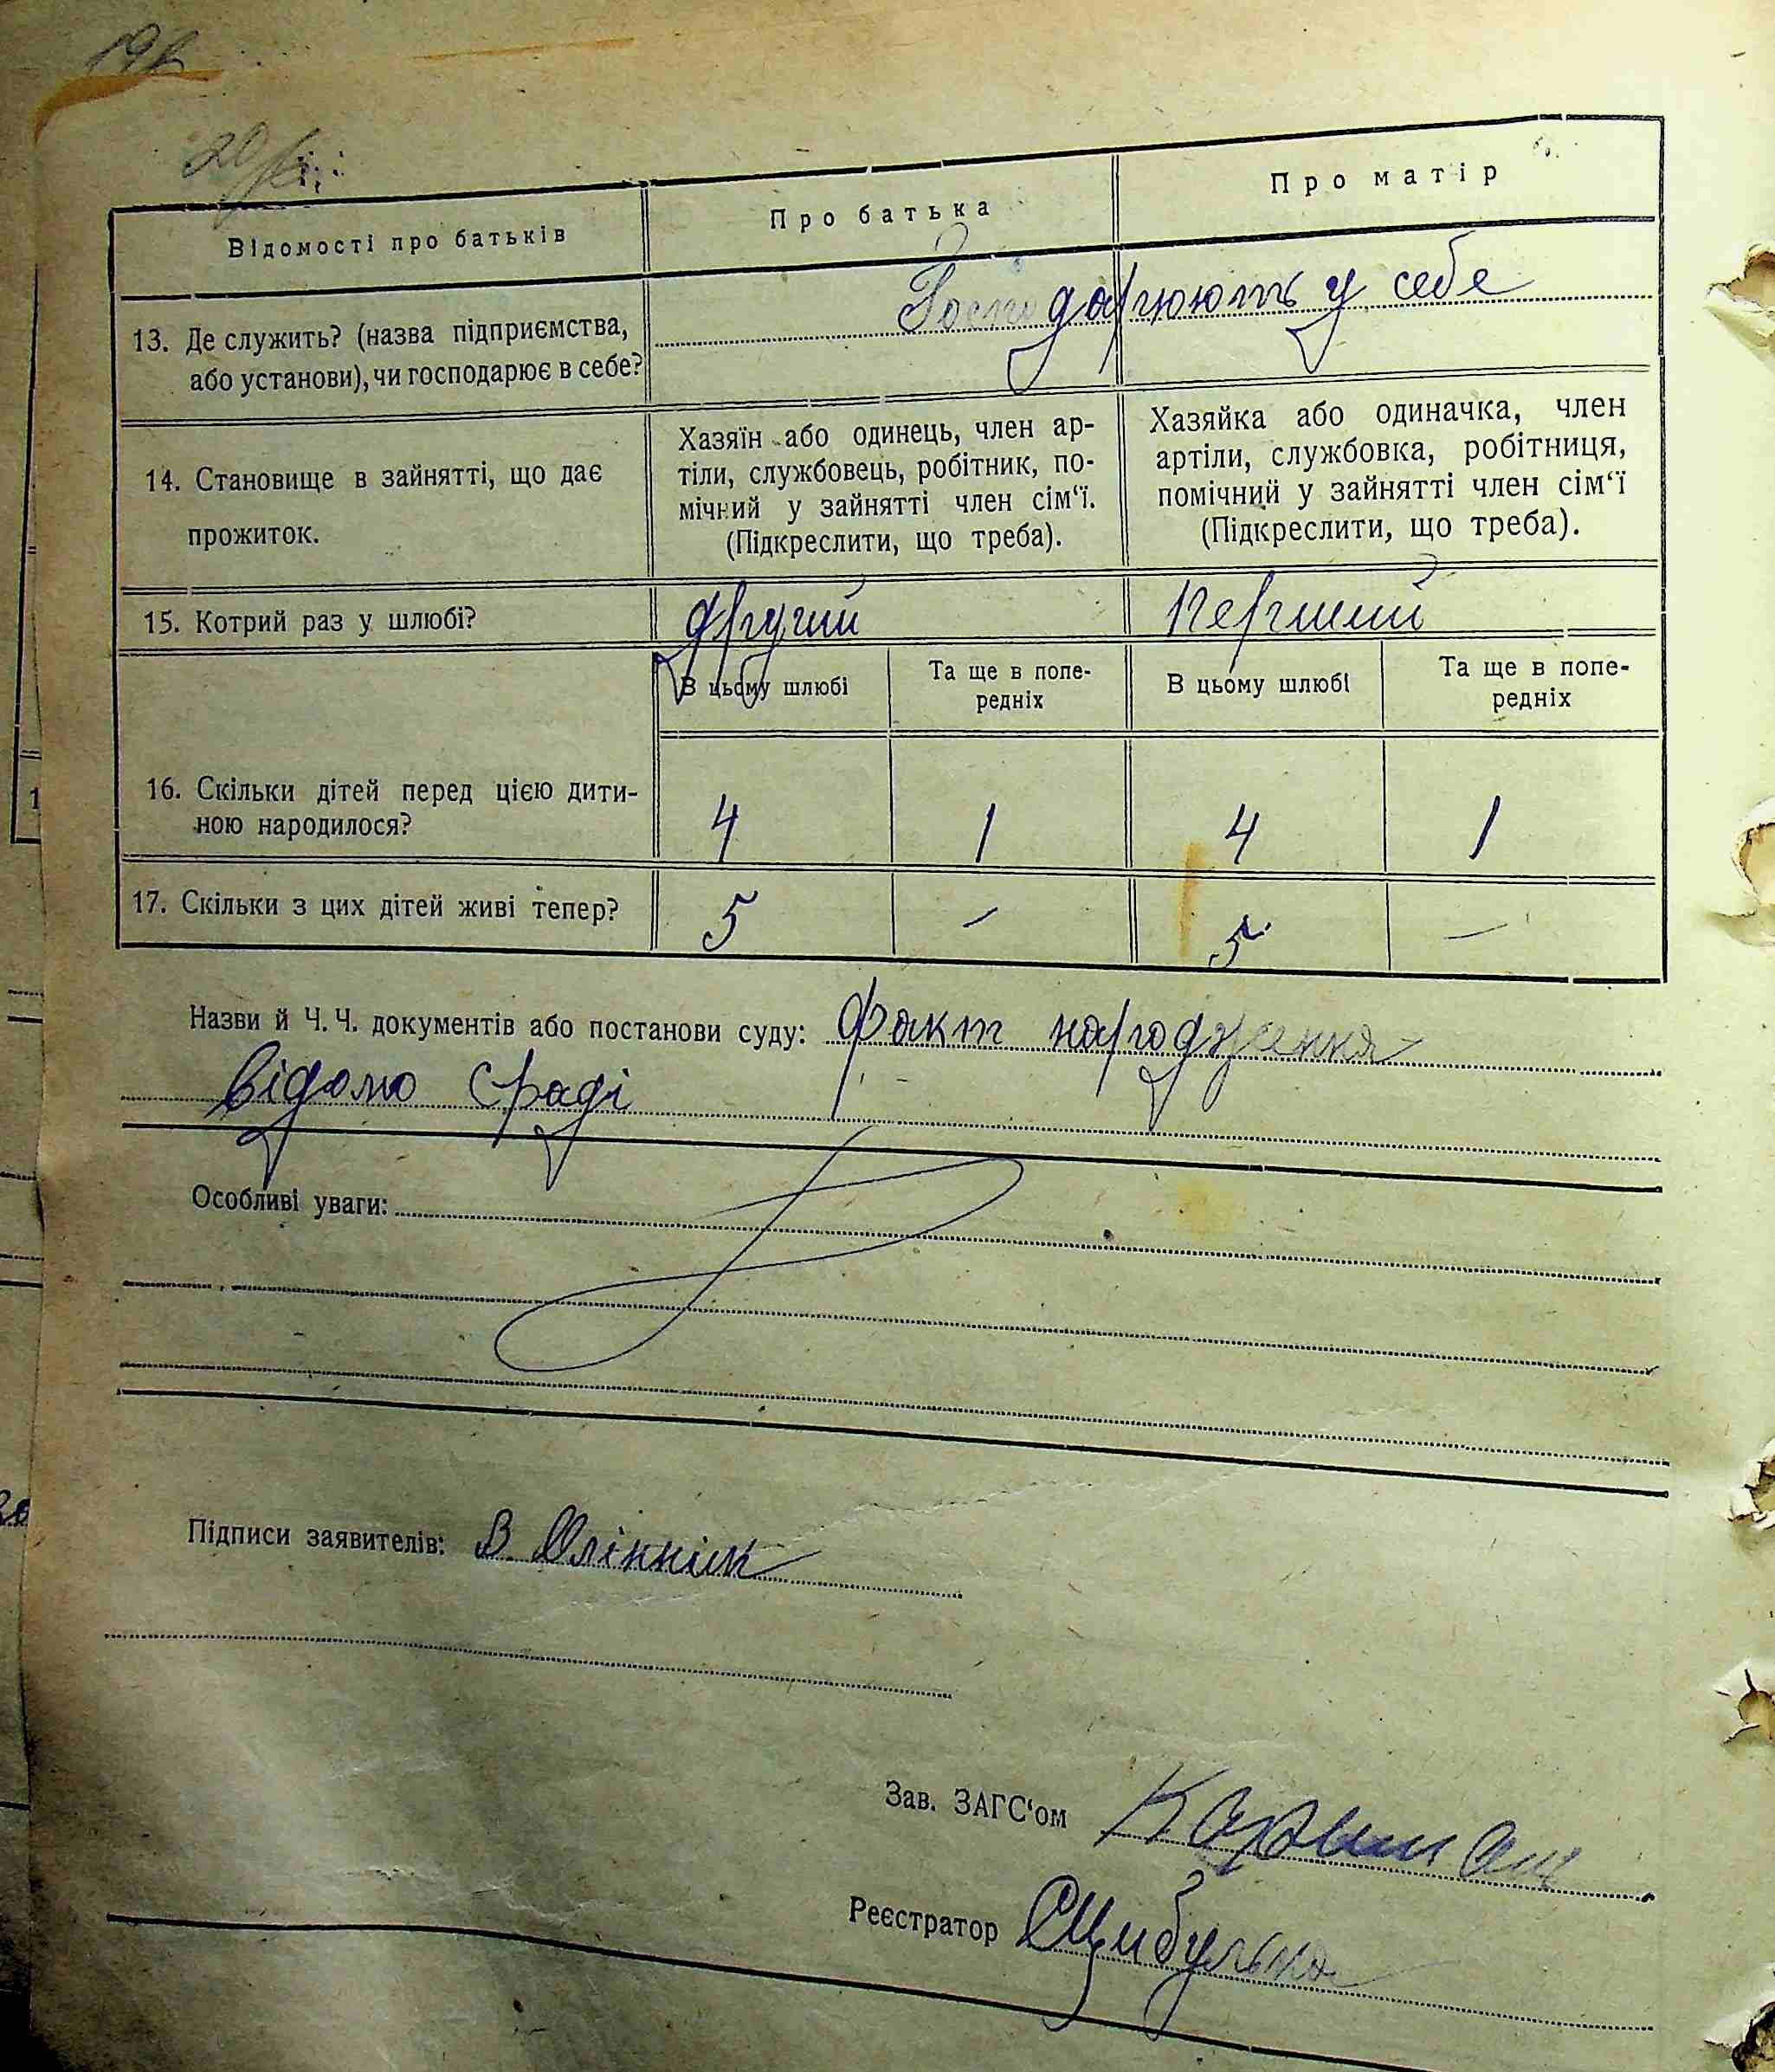 Відомості про батьків
Про батька
Про матір
13. Де служить? (назва підприємства,
або установи), чи господарює в себе?
Господарюють у себе
14. Становище в зайнятті, що дає
прожиток.
Хазяїн або одинець, член ар-
тіли, службовець, робітник, по-
мічний у зайнятті член сім‘ї.
(Підкреслити, що треба).
Хазяйка або одиначка, член
артіли, службовка, робітниця,
помічний у зайнятті член сім‘ї
(Підкреслити, що треба).
15. Котрий раз у шлюбі?
другий
перший
В цьому шлюбі
Та ще в попе-
редніх
В цьому шлюбі
Та ще в попе-
редніх
16. Скільки дітей перед цією дити-
ною народилося?
4 1 4 1
17. Скільки з цих дітей живі тепер?
5 – 5 –
Назви й Ч. Ч. документів або постанови суду: факт народження
відомо с/раді
Особливі уваги:
Підписи заявителів: В. Олінник
Зав. ЗАГС‘ом
Реєстратор Цибулько